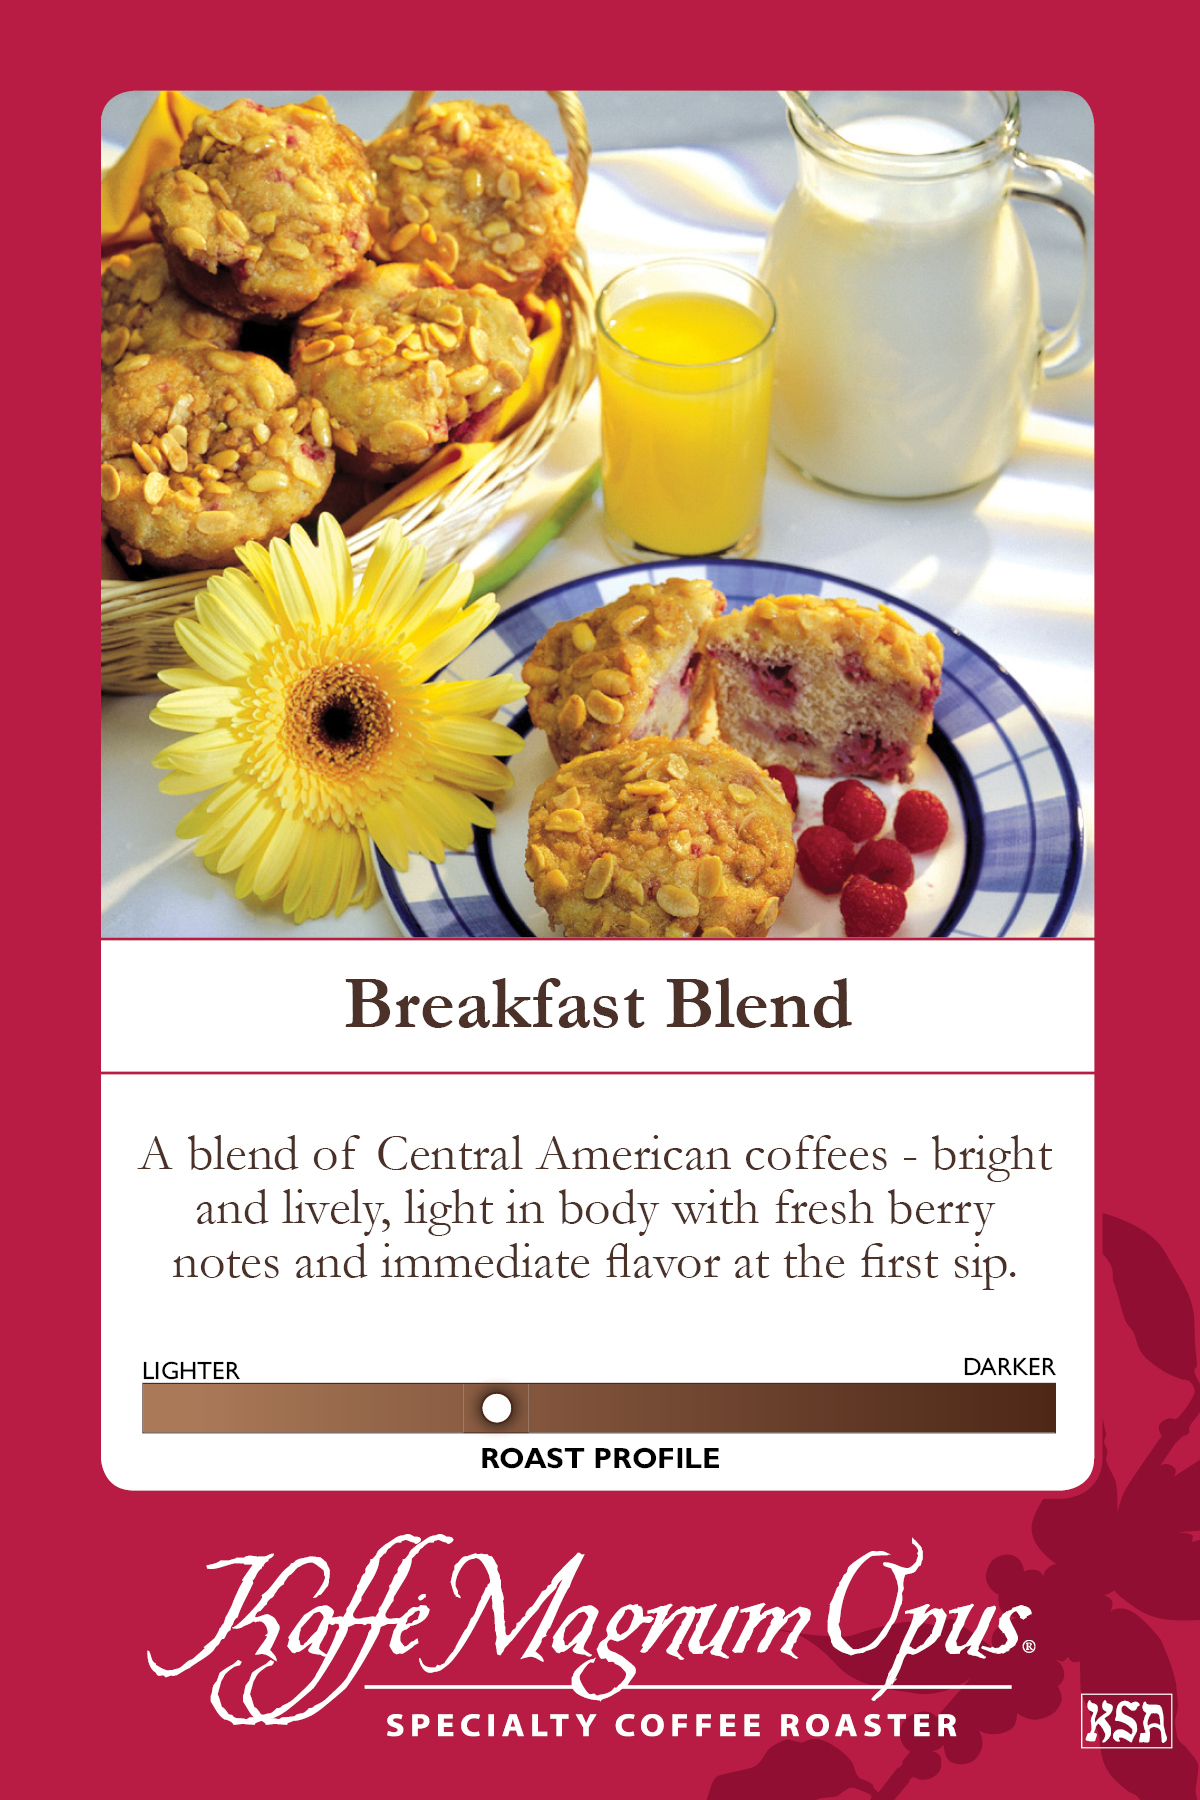 Breakfast Blend
A blend of Central American coffees - bright
and lively, light in body with fresh berry
notes and immediate flavor at the first sip.
LIGHTER
DARKER
ROAST PROFILE
Kaffé Magnum Opus®
SPECIALTY COFFEE ROASTER
KSA